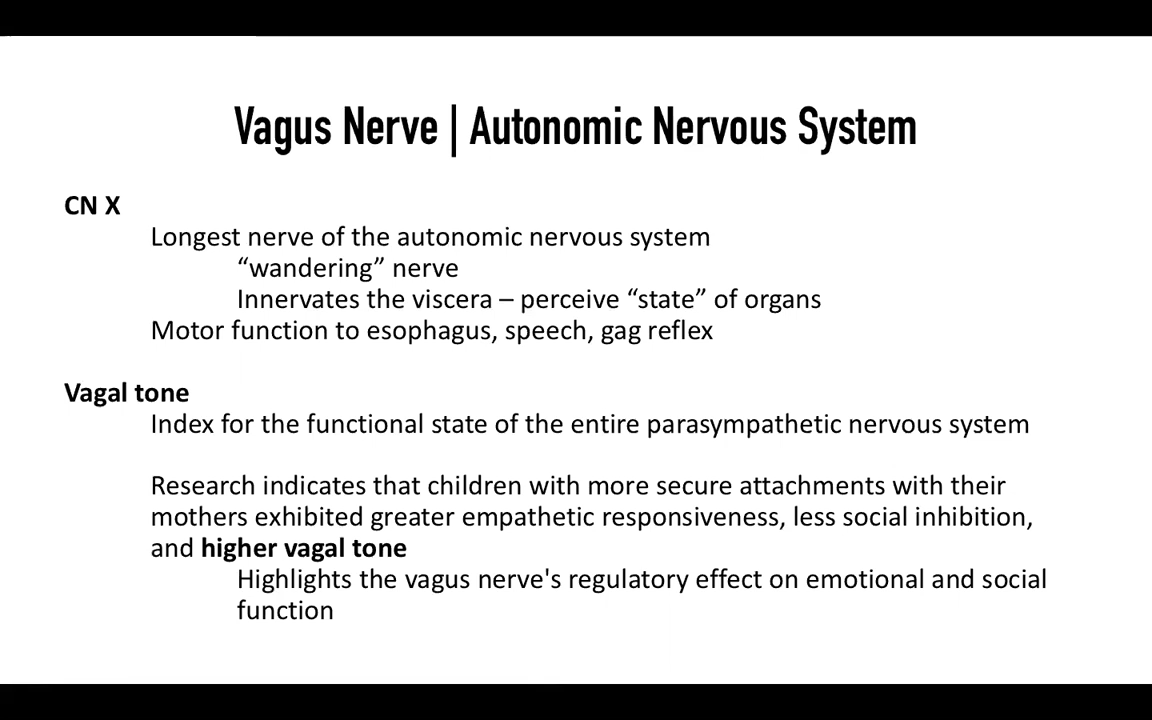 Vagus Nerve | Autonomic Nervous System
CN X
Longest nerve of the autonomic nervous system
“wandering” nerve
Innervates the viscera – perceive “state” of organs
Motor function to esophagus, speech, gag reflex
Vagal tone
Index for the functional state of the entire parasympathetic nervous system
Research indicates that children with more secure attachments with their
mothers exhibited greater empathetic responsiveness, less social inhibition,
and higher vagal tone
Highlights the vagus nerve's regulatory effect on emotional and social
function